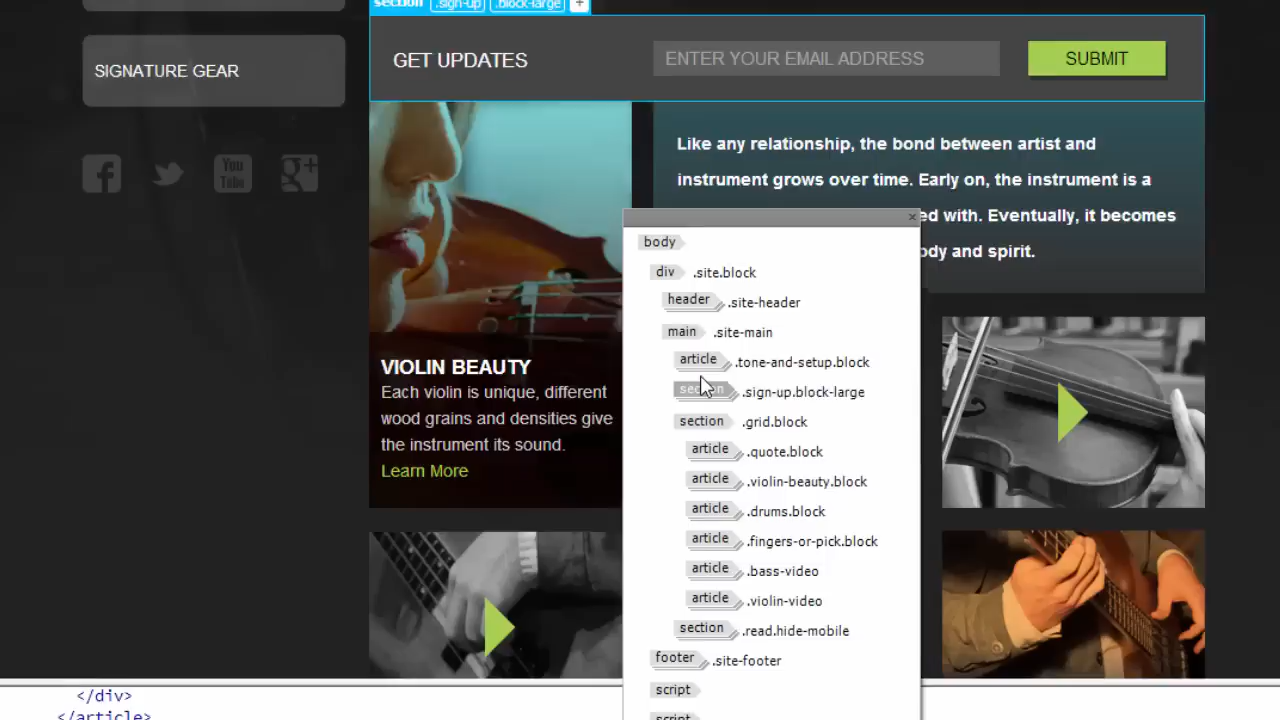 section .sign-up .block-large +
GET UPDATES ENTER YOUR EMAIL ADDRESS SUBMIT
SIGNATURE GEAR
You
Tube
g+
Like any relationship, the bond between artist and
instrument grows over time. Early on, the instrument is a
ed with. Eventually, it becomes
ody and spirit.
VIOLIN BEAUTY
Each violin is unique, different
wood grains and densities give
the instrument its sound.
Learn More
×
body
div .site.block
header .site-header
main .site-main
article .tone-and-setup.block
section .sign-up.block-large
section .grid.block
article .quote.block
article .violin-beauty.block
article .drums.block
article .fingers-or-pick.block
article .bass-video
article .violin-video
section .read.hide-mobile
footer .site-footer
script
script
</div>
</article>